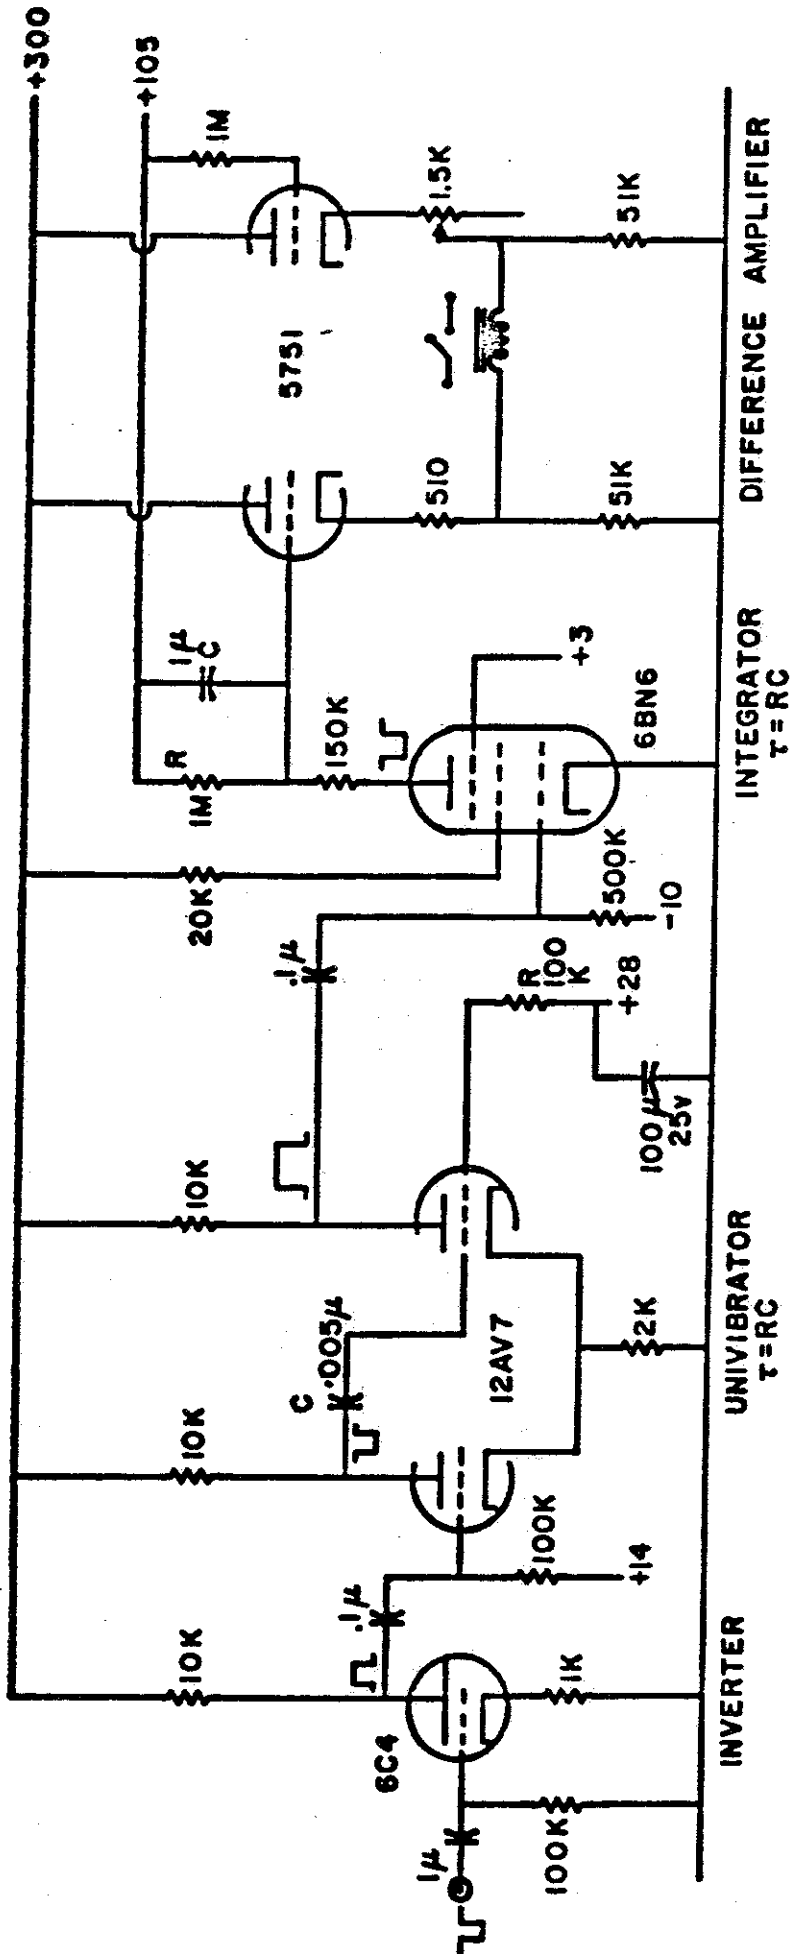 +300
+105
10K
10K
10K
20K
R
1M
1µ
C
1M
.1µ
C
.005µ
.1µ
150K
5751
6C4
1µ
100K
1K
100K
+14
12AV7
2K
R
100
K
+28
100µ
25V
500K
-10
+3
6BN6
510
51K
1.5K
51K
INVERTER
UNIVIBRATOR
τ=RC
INTEGRATOR
τ=RC
DIFFERENCE AMPLIFIER